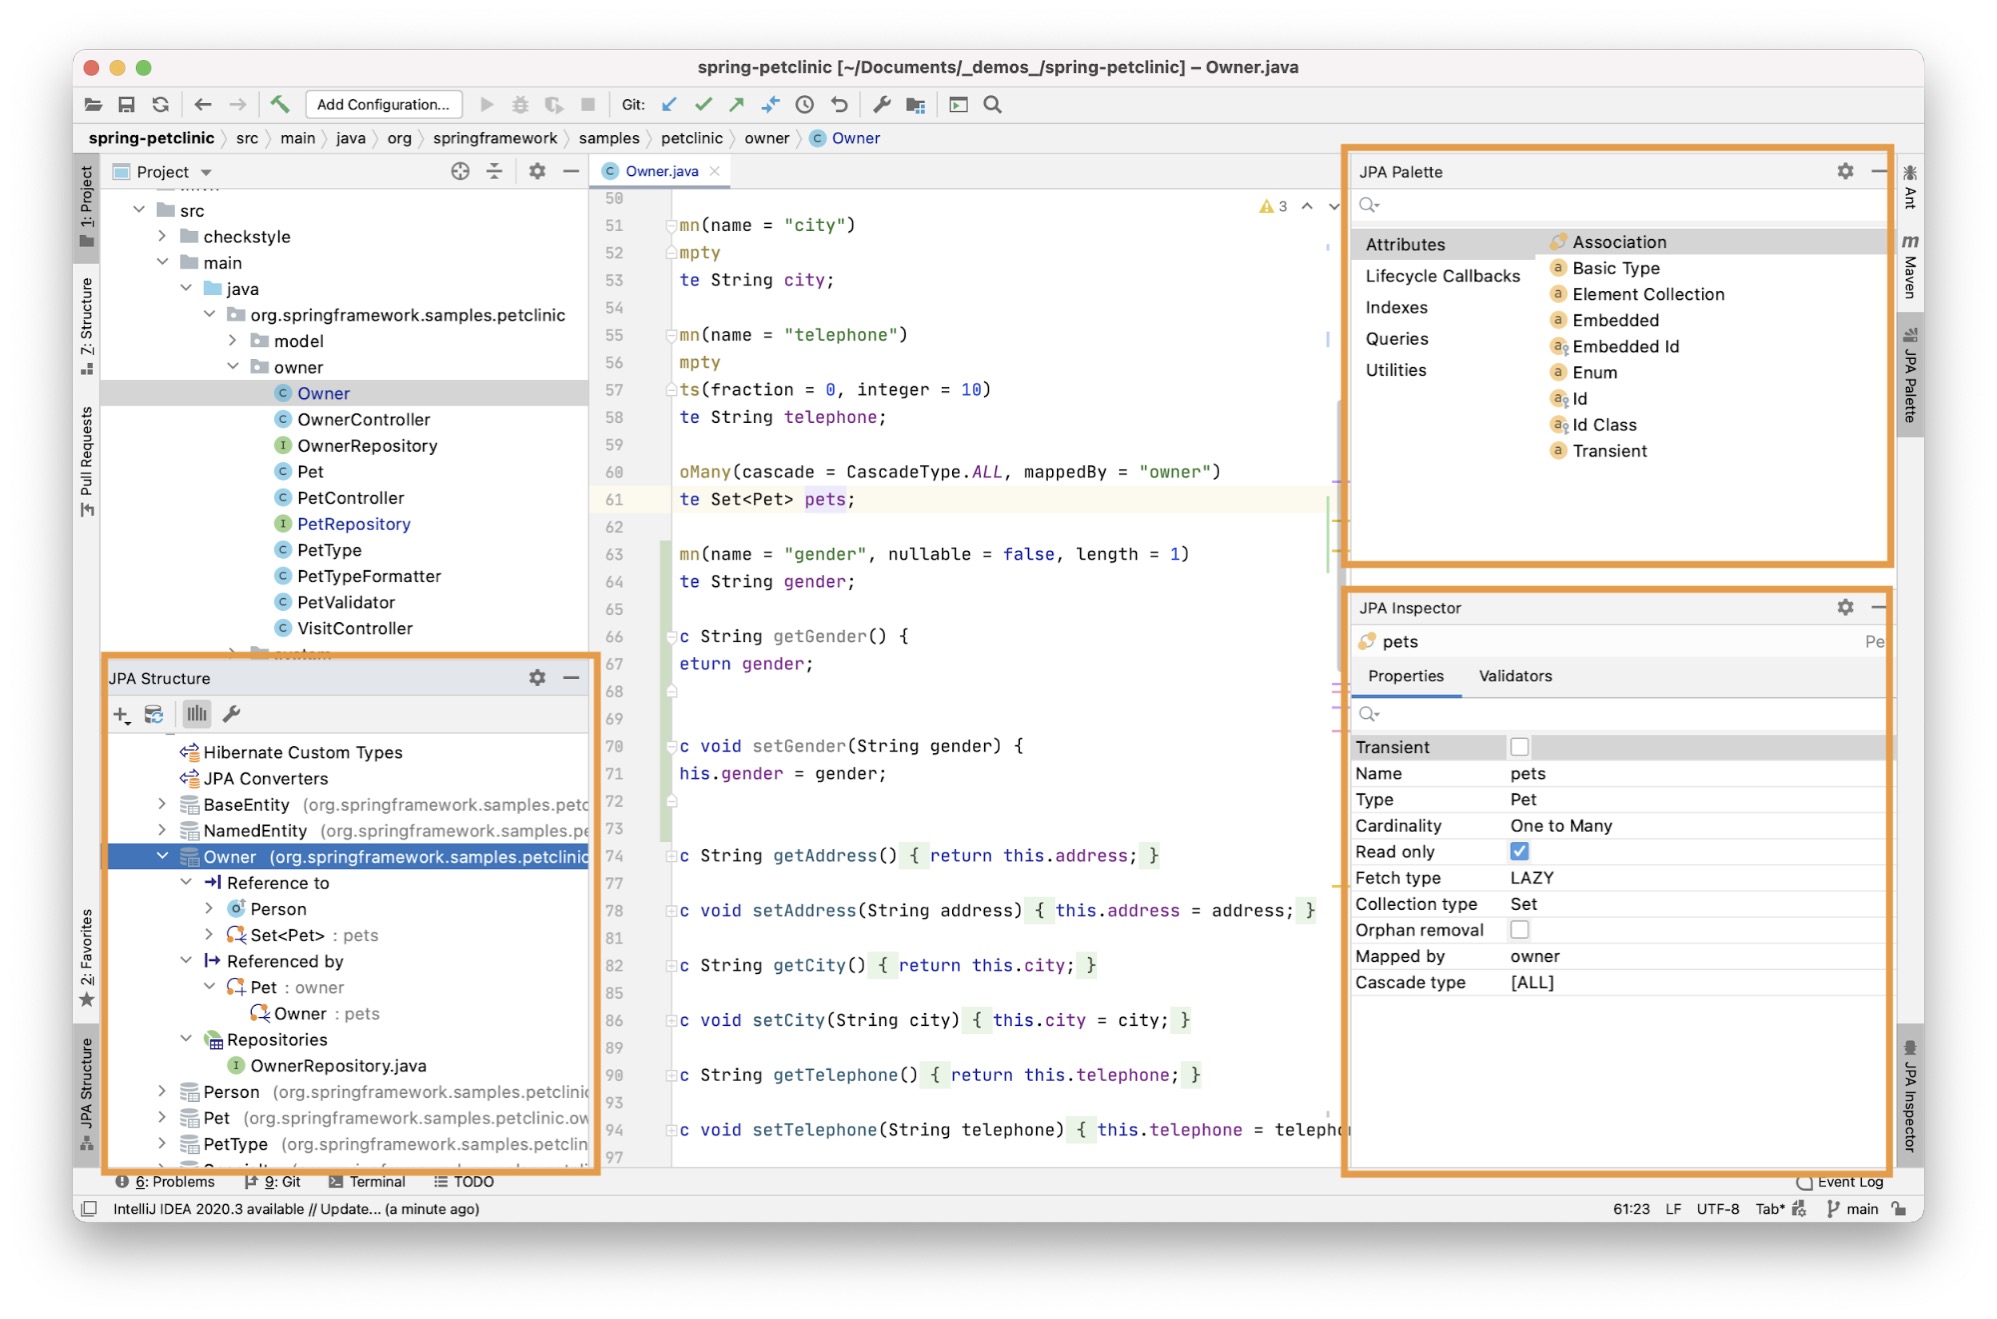 spring-petclinic [~/Documents/_demos_/spring-petclinic] – Owner.java
Add Configuration...
Git:
spring-petclinic
src
main
java
org
springframework
samples
petclinic
owner
Owner
1: Project
7: Structure
Pull Requests
2: Favorites
JPA Structure
Project
src
checkstyle
main
java
org.springframework.samples.petclinic
model
owner
Owner
OwnerController
OwnerRepository
Pet
PetController
PetRepository
PetType
PetTypeFormatter
PetValidator
VisitController
JPA Structure
Hibernate Custom Types
JPA Converters
BaseEntity (org.springframework.samples.petc
NamedEntity (org.springframework.samples.pe
Owner (org.springframework.samples.petclinic
Reference to
Person
Set<Pet> : pets
Referenced by
Pet : owner
Owner : pets
Repositories
OwnerRepository.java
Person (org.springframework.samples.petclinic
Pet (org.springframework.samples.petclinic.ow
PetType (org.springframework.samples.petclin
Owner.java
3
50
51 mn(name = "city")
52 mpty
53 te String city;
54
55 mn(name = "telephone")
56 mpty
57 ts(fraction = 0, integer = 10)
58 te String telephone;
59
60 oMany(cascade = CascadeType.ALL, mappedBy = "owner")
61 te Set<Pet> pets;
62
63 mn(name = "gender", nullable = false, length = 1)
64 te String gender;
65
66 c String getGender() {
67 eturn gender;
68
69
70 c void setGender(String gender) {
71 his.gender = gender;
72
73
74 c String getAddress() { return this.address; }
77
78 c void setAddress(String address) { this.address = address; }
81
82 c String getCity() { return this.city; }
85
86 c void setCity(String city) { this.city = city; }
89
90 c String getTelephone() { return this.telephone; }
93
94 c void setTelephone(String telephone) { this.telephone = telepho
97
JPA Palette
Attributes
Lifecycle Callbacks
Indexes
Queries
Utilities
Association
Basic Type
Element Collection
Embedded
Embedded Id
Enum
Id
Id Class
Transient
JPA Inspector
pets Pe
Properties Validators
Transient
Name pets
Type Pet
Cardinality One to Many
Read only
Fetch type LAZY
Collection type Set
Orphan removal
Mapped by owner
Cascade type [ALL]
Ant
Maven
JPA Palette
JPA Inspector
6: Problems
9: Git
Terminal
TODO
Event Log
IntelliJ IDEA 2020.3 available // Update... (a minute ago)
61:23 LF UTF-8 Tab* main